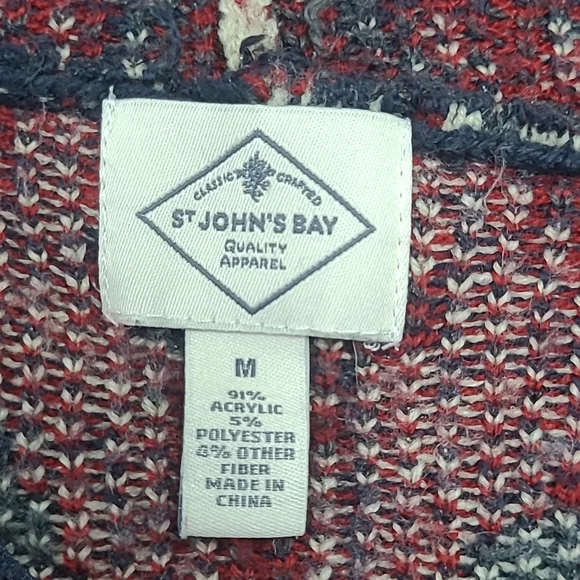 CLASSIC CRAFTED
ST JOHN'S BAY
QUALITY
APPAREL
M
91%
ACRYLIC
5%
POLYESTER
4% OTHER
FIBER
MADE IN
CHINA